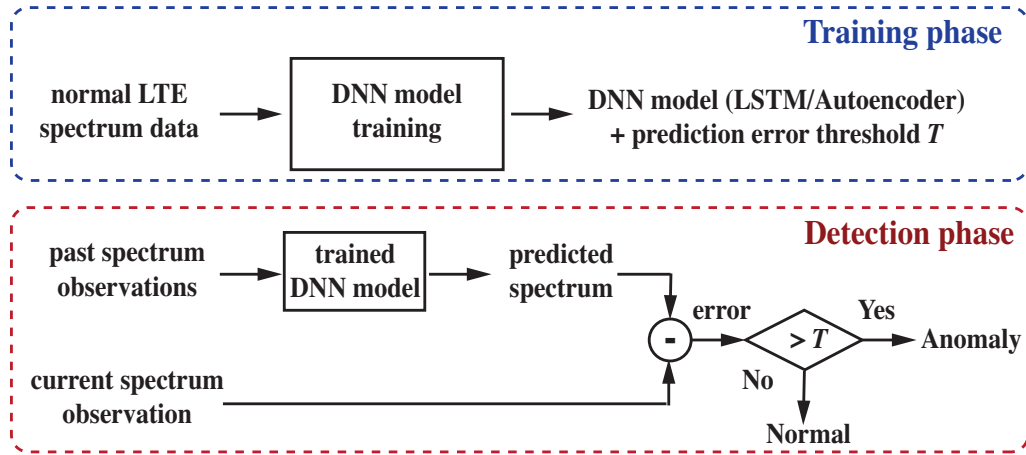 Training phase
normal LTE
spectrum data
DNN model
training
DNN model (LSTM/Autoencoder)
+ prediction error threshold T
Detection phase
past spectrum
observations
trained
DNN model
predicted
spectrum
-
error
> T
Yes
Anomaly
No
Normal
current spectrum
observation